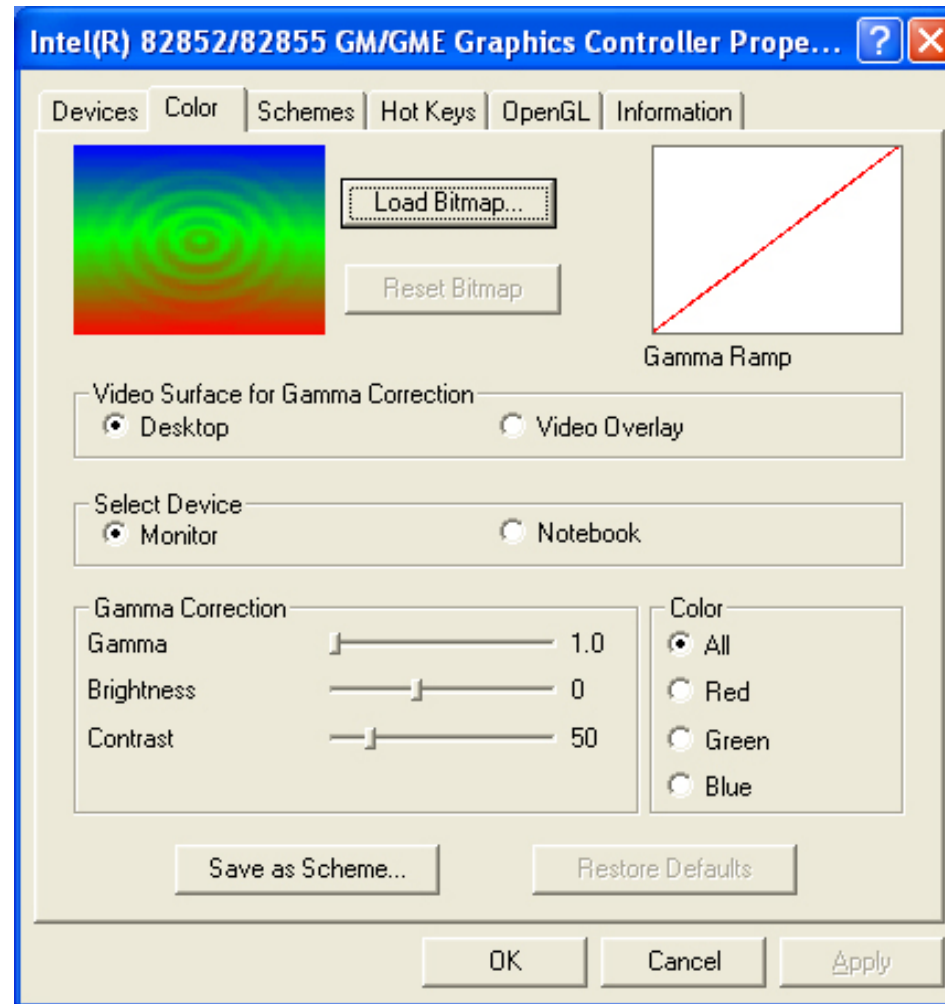 Intel(R) 82852/82855 GM/GME Graphics Controller Prope...
Devices Color Schemes Hot Keys OpenGL Information
Load Bitmap...
Reset Bitmap
Gamma Ramp
Video Surface for Gamma Correction
Desktop Video Overlay
Select Device
Monitor Notebook
Gamma Correction
Gamma 1.0
Brightness 0
Contrast 50
Color
All
Red
Green
Blue
Save as Scheme... Restore Defaults
OK Cancel Apply